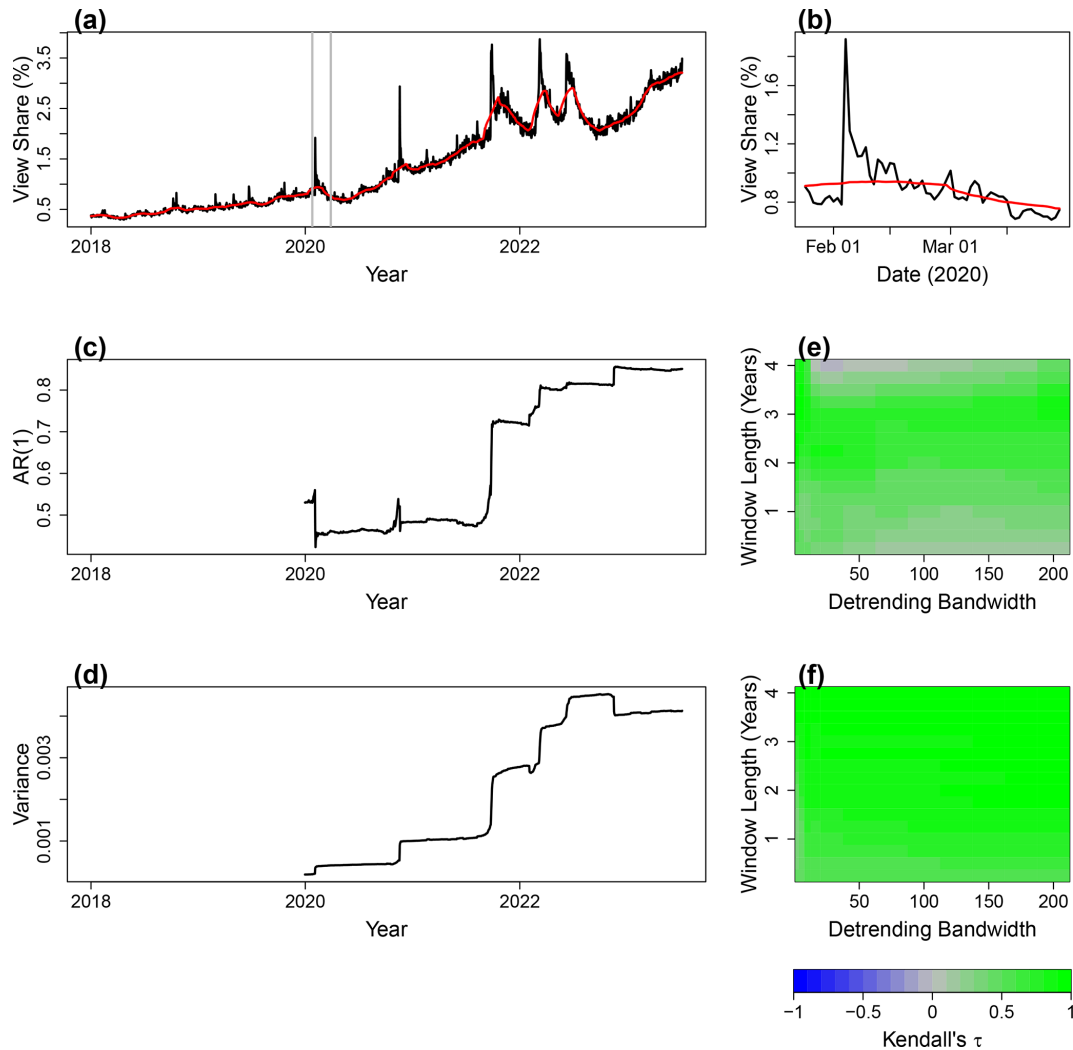 (a)
View Share (%)
0.5 1.5 2.5 3.5
2018 2020 2022
Year
(b)
View Share (%)
0.8 1.2 1.6
Feb 01 Mar 01
Date (2020)
(c)
AR(1)
0.5 0.6 0.7 0.8
2018 2020 2022
Year
(e)
Window Length (Years)
1 2 3 4
50 100 150 200
Detrending Bandwidth
(d)
Variance
0.001 0.003
2018 2020 2022
Year
(f)
Window Length (Years)
1 2 3 4
50 100 150 200
Detrending Bandwidth
−1 −0.5 0 0.5 1
Kendall's τ